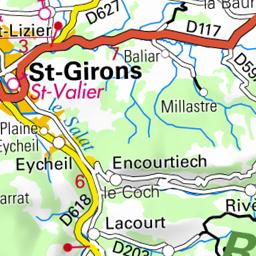 D627
la Baur
t-Lizier
D117
3
7
Baliar
D59
St-Girons
St-Valier
Millastre
le Salat
Plaine
Eycheil
Eycheil
Encourtiech
6
le Coch
arrat
D618
Rivè
Lacourt
D203
R